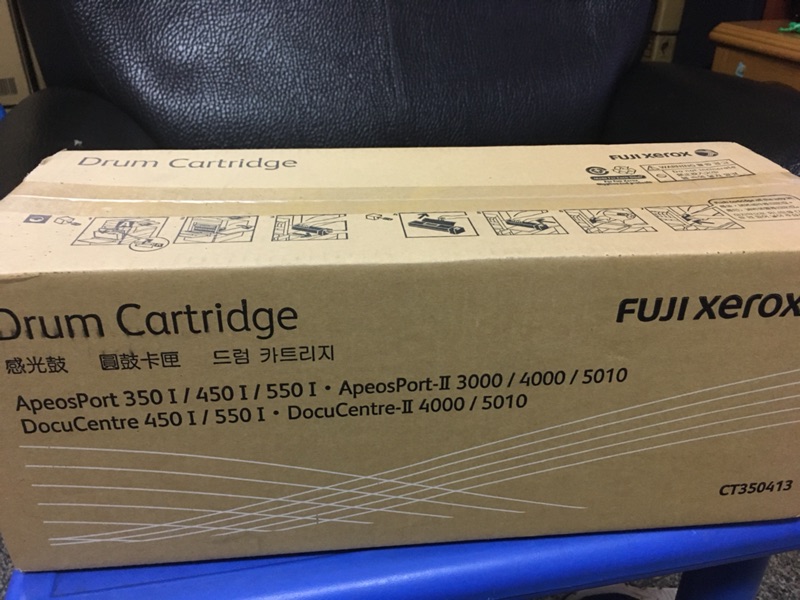 Drum Cartridge
FUJI xerox
WARNING
Drum Cartridge
FUJI xerox
感光鼓 圓鼓卡匣 드럼 카트리지
ApeosPort 350 I / 450 I / 550 I • ApeosPort-II 3000 / 4000 / 5010
DocuCentre 450 I / 550 I • DocuCentre-II 4000 / 5010
CT350413